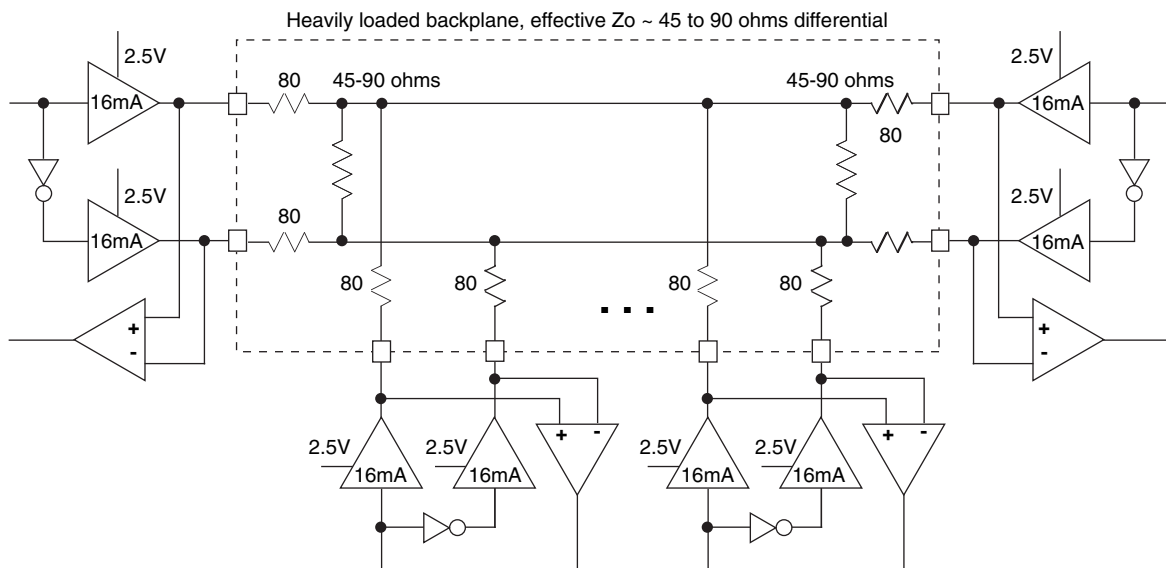 Heavily loaded backplane, effective Zo ~ 45 to 90 ohms differential
2.5V
2.5V
80
45-90 ohms
45-90 ohms
16mA
16mA
80
2.5V
2.5V
80
16mA
16mA
80
80
80
80
+
-
+
-
...
+
-
+
-
2.5V
2.5V
2.5V
2.5V
16mA
16mA
16mA
16mA